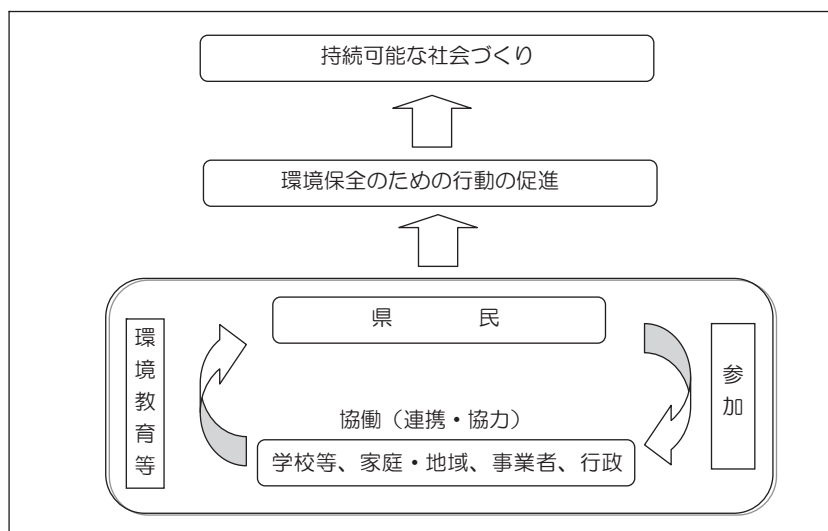 持続可能な社会づくり
環境保全のための行動の促進
県 民
環境教育等
参加
協働（連携・協力）
学校等、家庭・地域、事業者、行政